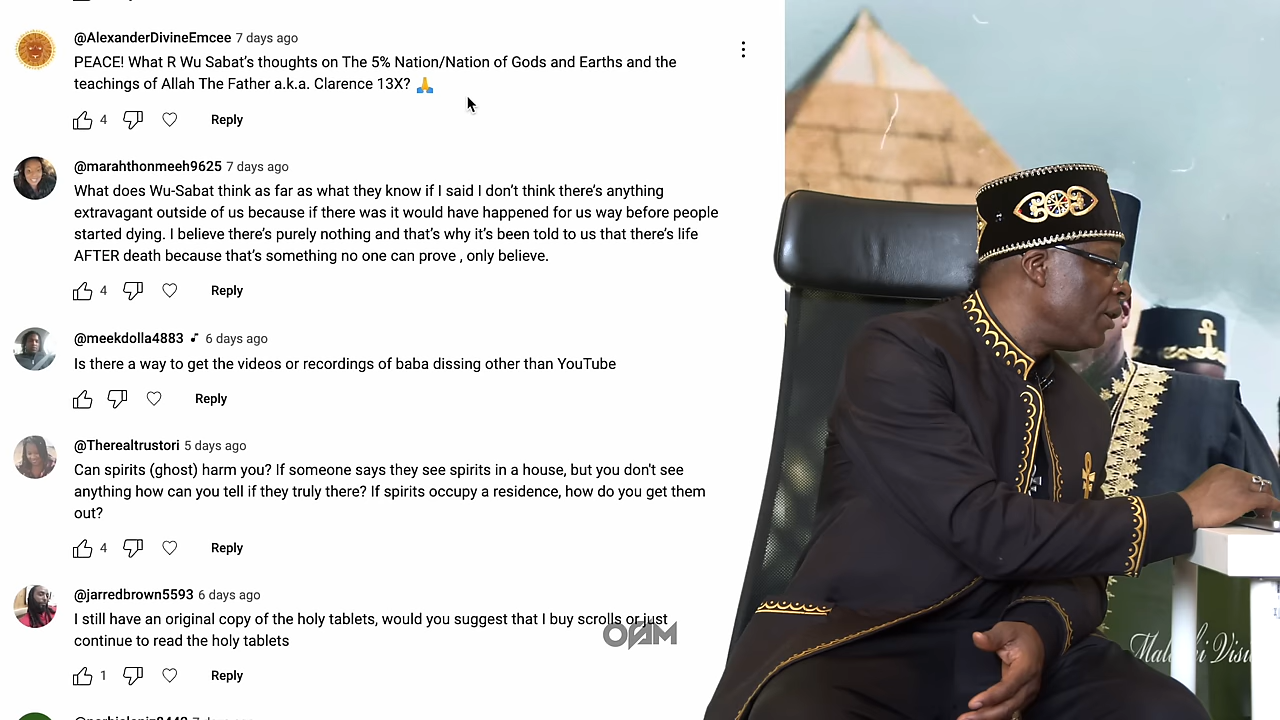 @AlexanderDivineEmcee 7 days ago
PEACE! What R Wu Sabat's thoughts on The 5% Nation/Nation of Gods and Earths and the
teachings of Allah The Father a.k.a. Clarence 13X? 🙏
4 Reply
@marahthonmeeh9625 7 days ago
What does Wu-Sabat think as far as what they know if I said I don't think there's anything
extravagant outside of us because if there was it would have happened for us way before people
started dying. I believe there's purely nothing and that's why it's been told to us that there's life
AFTER death because that's something no one can prove , only believe.
4 Reply
@meekdolla4883 6 days ago
Is there a way to get the videos or recordings of baba dissing other than YouTube
Reply
@Therealtrustori 5 days ago
Can spirits (ghost) harm you? If someone says they see spirits in a house, but you don't see
anything how can you tell if they truly there? If spirits occupy a residence, how do you get them
out?
4 Reply
@jarredbrown5593 6 days ago
I still have an original copy of the holy tablets, would you suggest that I buy scrolls or just
continue to read the holy tablets
OFAM
1 Reply